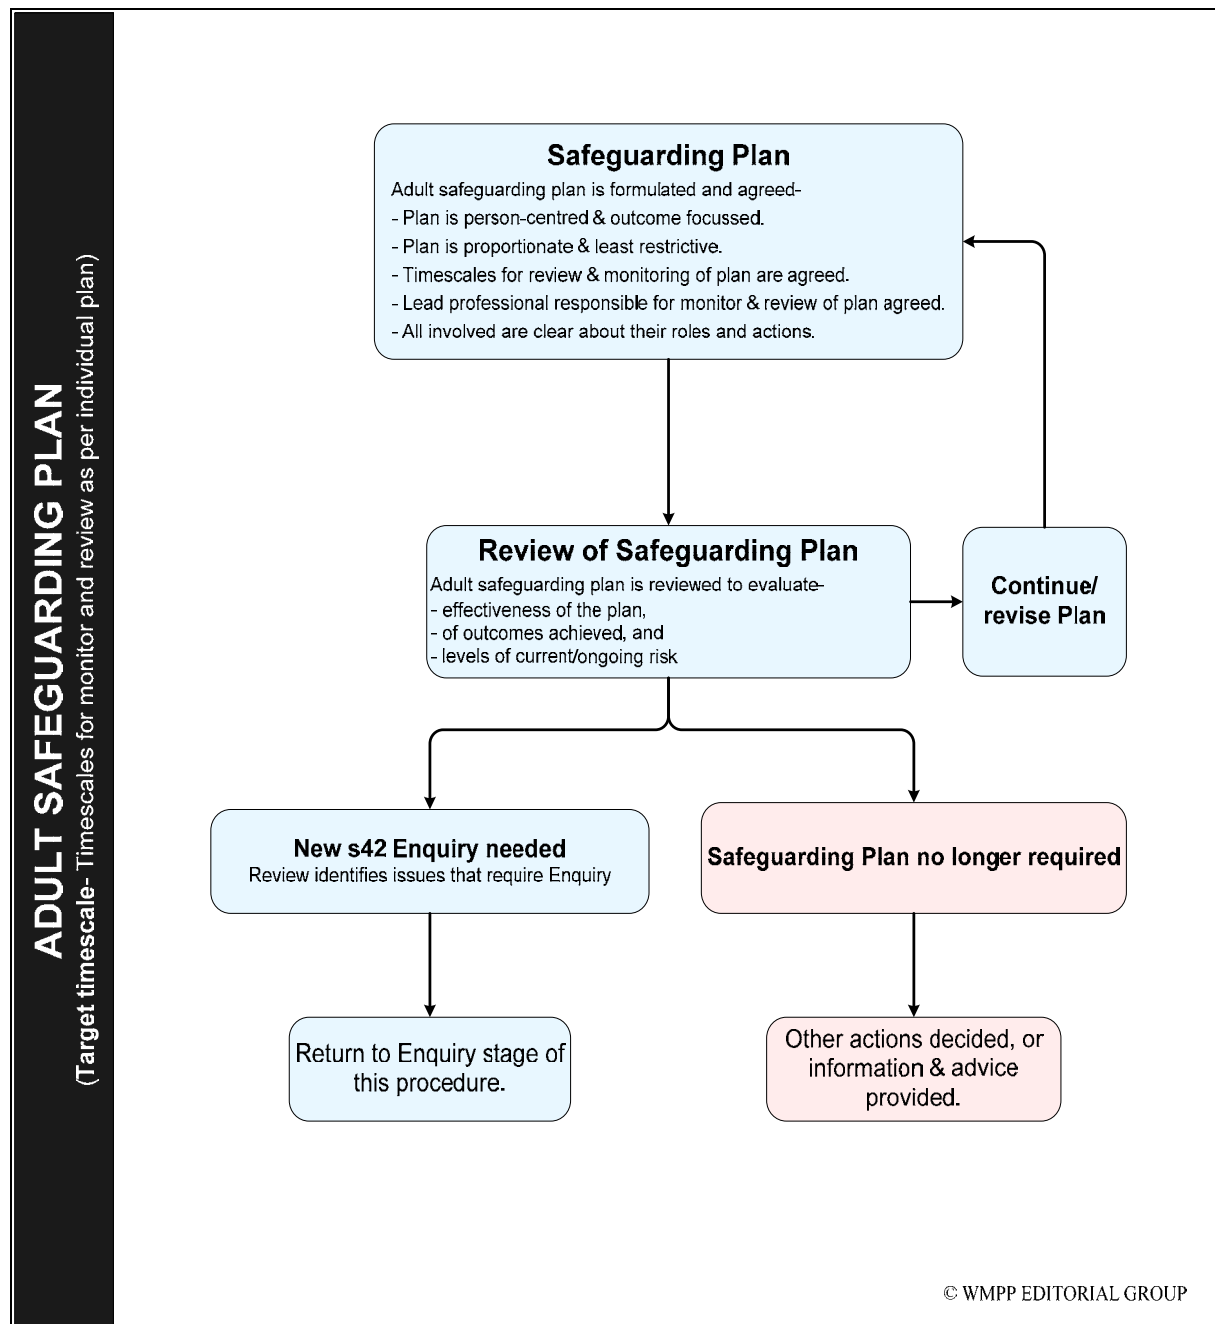 ADULT SAFEGUARDING PLAN
(Target timescale- Timescales for monitor and review as per individual plan)
Safeguarding Plan
Adult safeguarding plan is formulated and agreed-
- Plan is person-centred & outcome focussed.
- Plan is proportionate & least restrictive.
- Timescales for review & monitoring of plan are agreed.
- Lead professional responsible for monitor & review of plan agreed.
- All involved are clear about their roles and actions.
Review of Safeguarding Plan
Adult safeguarding plan is reviewed to evaluate-
- effectiveness of the plan,
- of outcomes achieved, and
- levels of current/ongoing risk
Continue/
revise Plan
New s42 Enquiry needed
Review identifies issues that require Enquiry
Safeguarding Plan no longer required
Return to Enquiry stage of
this procedure.
Other actions decided, or
information & advice
provided.
© WMPP EDITORIAL GROUP